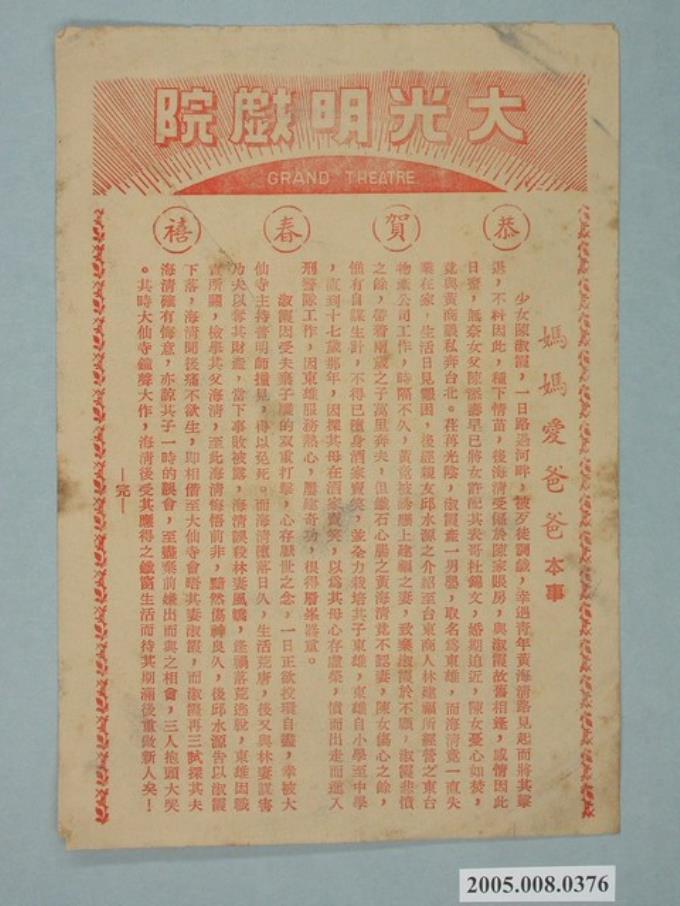 大光明戲院
GRAND THEATRE
恭賀春禧
媽媽愛爸爸 本事
少女陳淑霞，一日路過河畔，被歹徒調戲，幸遇青年黃海清路見起而將其擊
退，不料因此，種下情苗，後海清受僱於陳家賬房，與淑霞故舊相逢，感情因此
日奮，無奈女父陳添壽早已將女許配其表哥杜錦文，婚期迫近，陳女憂心如焚，
竟與黃商議私奔台北。荏苒光陰，淑霞產一男嬰，取名為東雄，而海清竟一直失
業在家，生活日見艱困，後經親友邱水源之介紹至台東商人林建福所經營之東台
物產公司工作，時隔不久，黃竟被誘騙上建福之妻，致棄淑霞於不顧，淑霞悲憤
之餘，帶着兩歲之子萬里奔夫，但鐵石心腸之黃海清竟不認妻，陳女傷心之餘，
惟有自謀生計，不得已墮身酒家賣笑，並全力栽培其子東雄，東雄自小學至中學
，直到十七歲那年，因探其母在酒家賣笑，以為其母心存虛榮，憤而出走而進入
刑警隊工作，因東雄服務熱心，屢建奇功，很得層峯器重。
淑霞因受夫棄子離的双重打擊，心存厭世之念，一日正欲投環自盡，幸被大
仙寺主持普明師撞見，得以免死。而海清墮落日久，生活荒唐，後又與林妻謀害
乃夫以奪其財產，當下事敗被露，海清誤殺林妻風嬌，逢禍落荒逃脫，東雄因職
責所關，檢舉其父海清，至此海清悔悟前非，黯然傷神良久，後邱水源告以淑霞
下落，海清聞後痛不欲生，即相偕至大仙寺會晤其妻淑霞，而淑霞再三試探其夫
海清確有悔意，亦諒其子一時的誤會，至盡棄前嫌出而與之相會，三人抱頭大哭
。其時大仙寺鐘聲大作，海清後受其應得之鐵窗生活而待其期滿後重做新人矣！
—完—
2005.008.0376